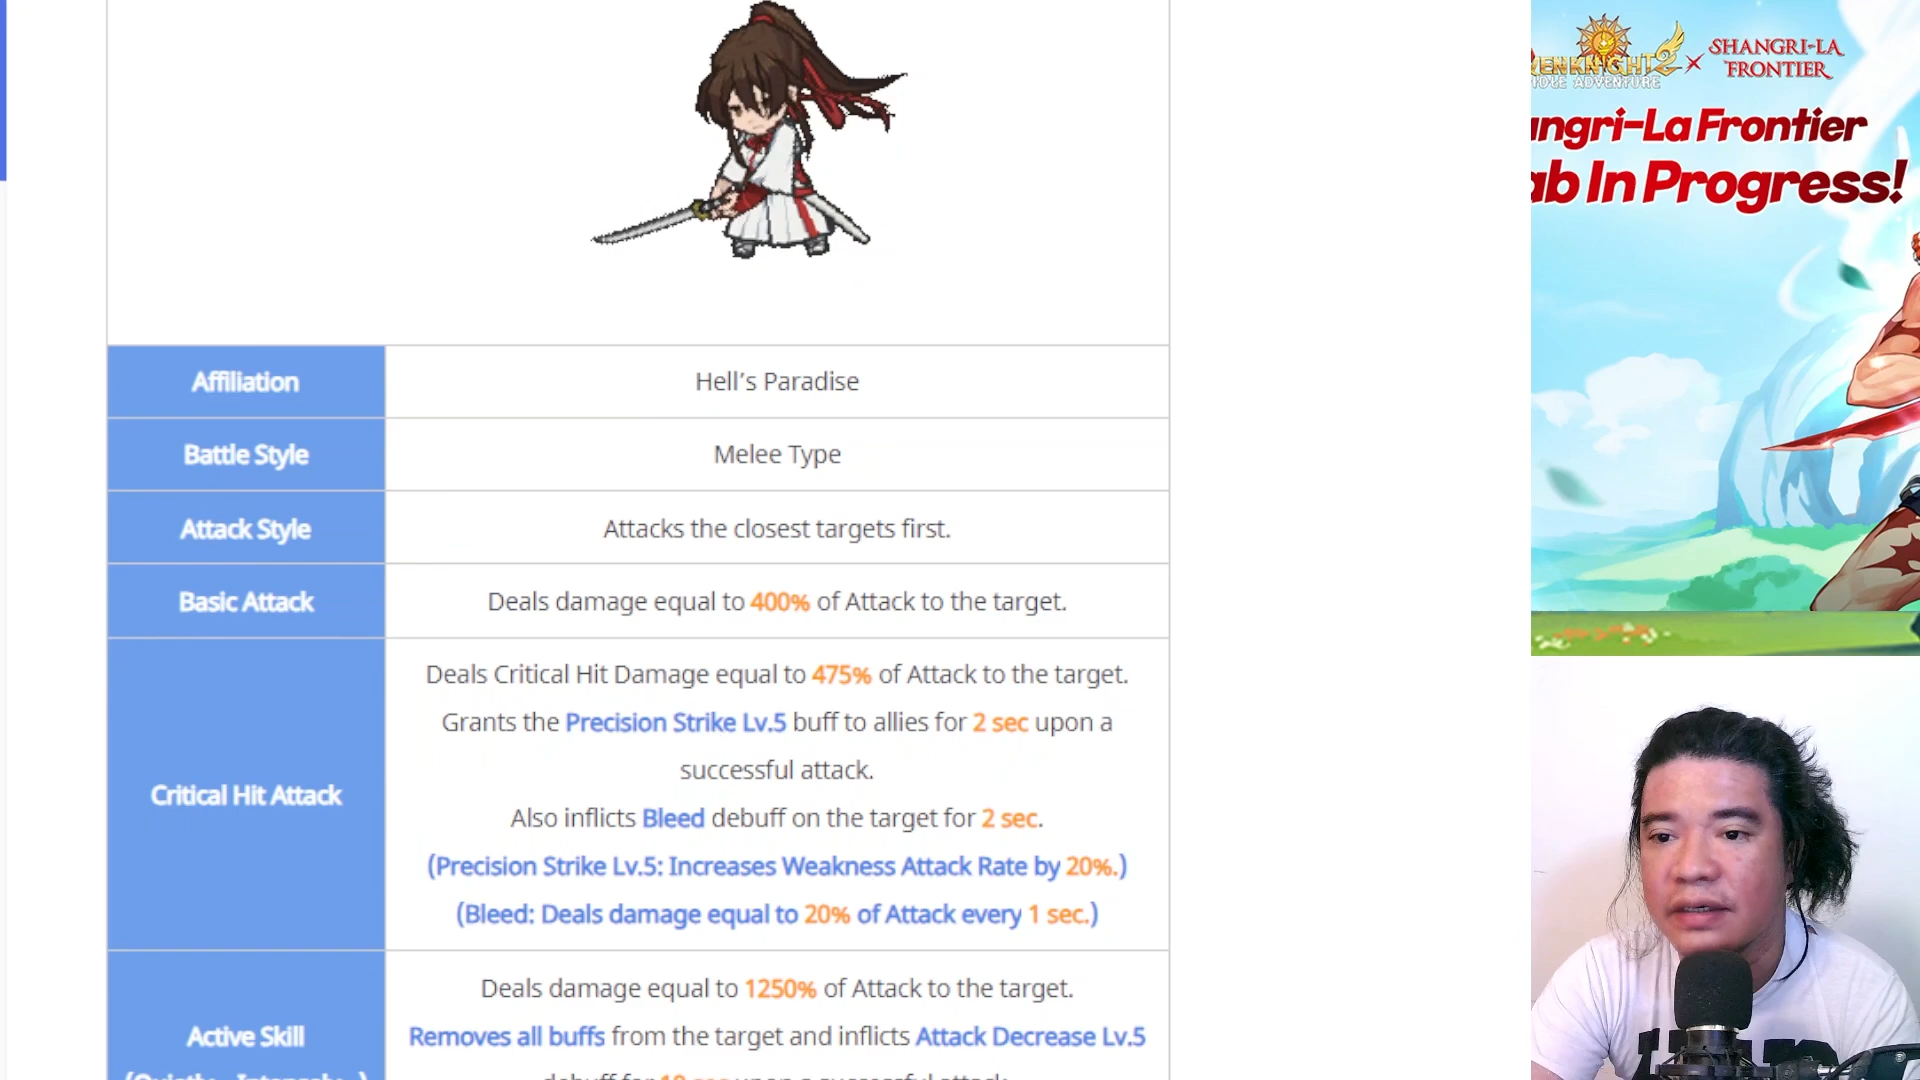 Affiliation
Hell's Paradise
Battle Style
Melee Type
Attack Style
Attacks the closest targets first.
Basic Attack
Deals damage equal to 400% of Attack to the target.
Critical Hit Attack
Deals Critical Hit Damage equal to 475% of Attack to the target.
Grants the Precision Strike Lv.5 buff to allies for 2 sec upon a
successful attack.
Also inflicts Bleed debuff on the target for 2 sec.
(Precision Strike Lv.5: Increases Weakness Attack Rate by 20%.)
(Bleed: Deals damage equal to 20% of Attack every 1 sec.)
Active Skill
Deals damage equal to 1250% of Attack to the target.
Removes all buffs from the target and inflicts Attack Decrease Lv.5
SHANGRI-LA
FRONTIER
ngri-La Frontier
ab In Progress!